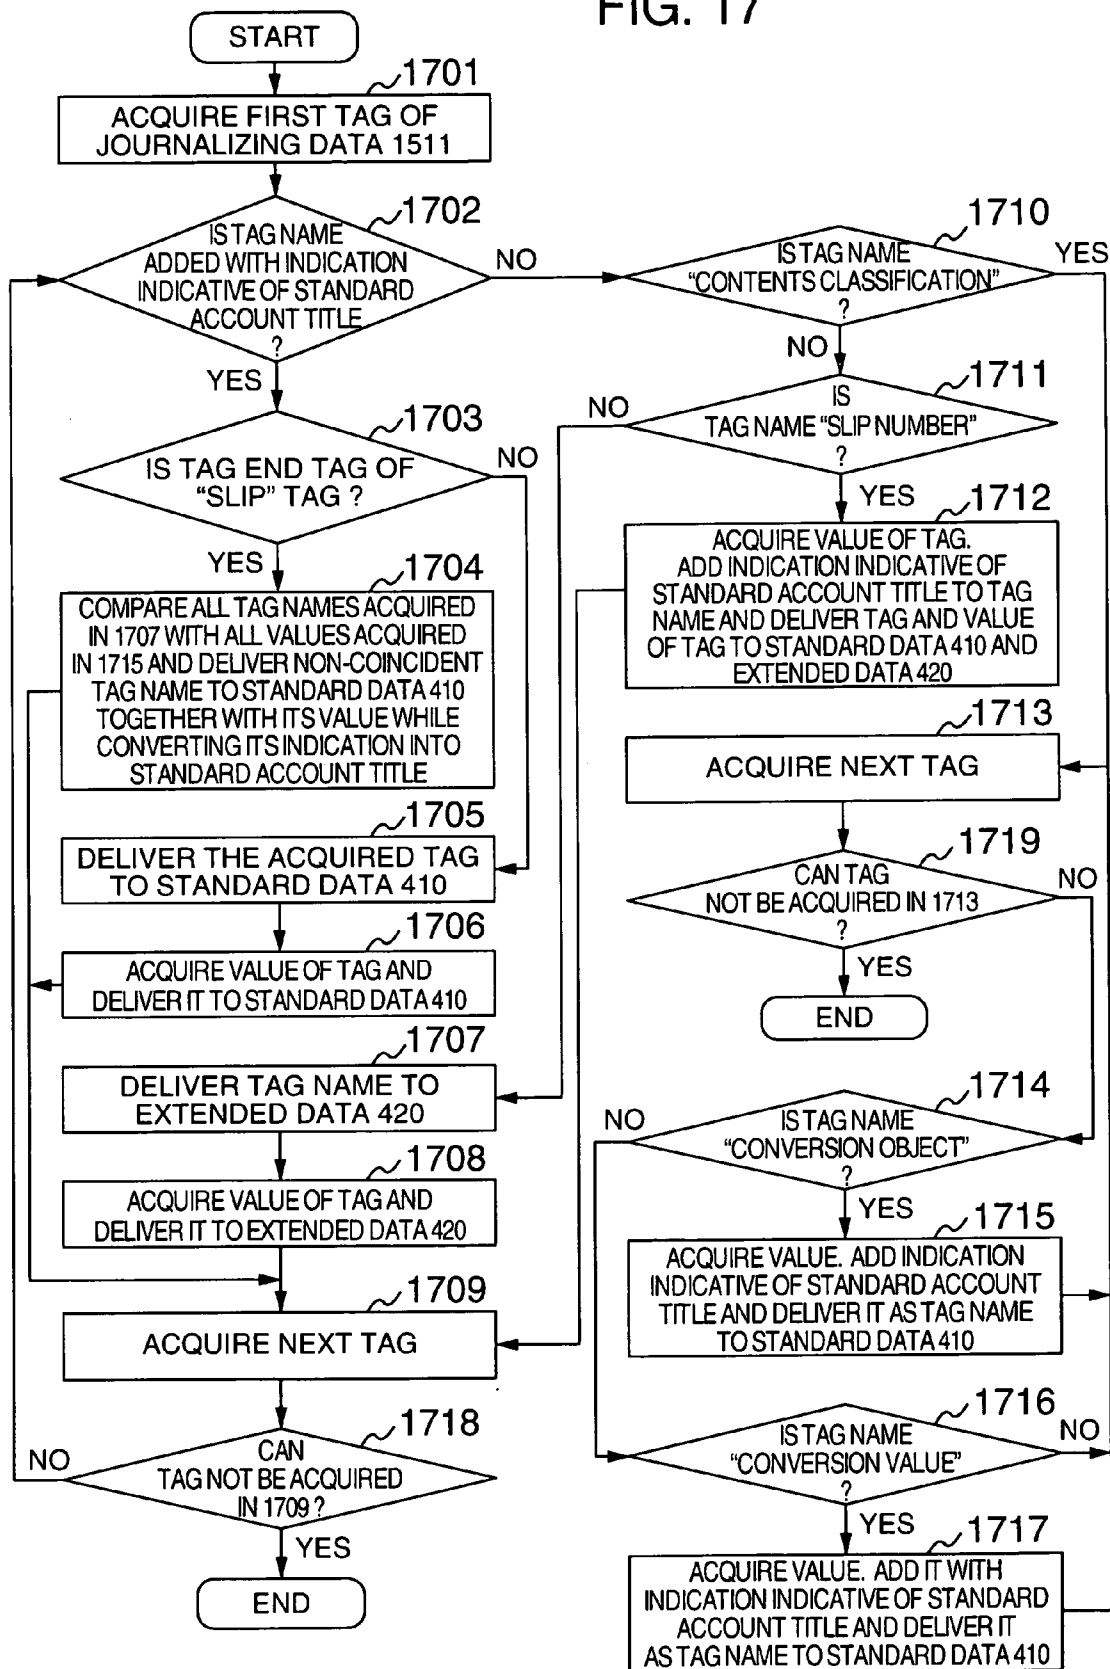 FIG. 17
START
1701
ACQUIRE FIRST TAG OF
JOURNALIZING DATA 1511
1702
IS TAG NAME
ADDED WITH INDICATION
INDICATIVE OF STANDARD
ACCOUNT TITLE
?
NO
YES
1703
IS TAG END TAG OF
“SLIP” TAG ?
NO
YES
1704
COMPARE ALL TAG NAMES ACQUIRED
IN 1707 WITH ALL VALUES ACQUIRED
IN 1715 AND DELIVER NON-COINCIDENT
TAG NAME TO STANDARD DATA 410
TOGETHER WITH ITS VALUE WHILE
CONVERTING ITS INDICATION INTO
STANDARD ACCOUNT TITLE
1705
DELIVER THE ACQUIRED TAG
TO STANDARD DATA 410
1706
ACQUIRE VALUE OF TAG AND
DELIVER IT TO STANDARD DATA 410
1707
DELIVER TAG NAME TO
EXTENDED DATA 420
1708
ACQUIRE VALUE OF TAG AND
DELIVER IT TO EXTENDED DATA 420
1709
ACQUIRE NEXT TAG
1718
CAN
TAG NOT BE ACQUIRED
IN 1709 ?
NO
YES
END
1710
IS TAG NAME
“CONTENTS CLASSIFICATION”
?
YES
NO
1711
IS
TAG NAME “SLIP NUMBER”
?
NO
YES
1712
ACQUIRE VALUE OF TAG.
ADD INDICATION INDICATIVE OF
STANDARD ACCOUNT TITLE TO TAG
NAME AND DELIVER TAG AND VALUE
OF TAG TO STANDARD DATA 410 AND
EXTENDED DATA 420
1713
ACQUIRE NEXT TAG
1719
CAN TAG
NOT BE ACQUIRED IN 1713
?
NO
YES
END
1714
IS TAG NAME
“CONVERSION OBJECT”
?
NO
YES
1715
ACQUIRE VALUE. ADD INDICATION
INDICATIVE OF STANDARD ACCOUNT
TITLE AND DELIVER IT AS TAG NAME
TO STANDARD DATA 410
1716
IS TAG NAME
“CONVERSION VALUE”
?
NO
YES
1717
ACQUIRE VALUE. ADD IT WITH
INDICATION INDICATIVE OF STANDARD
ACCOUNT TITLE AND DELIVER IT
AS TAG NAME TO STANDARD DATA 410